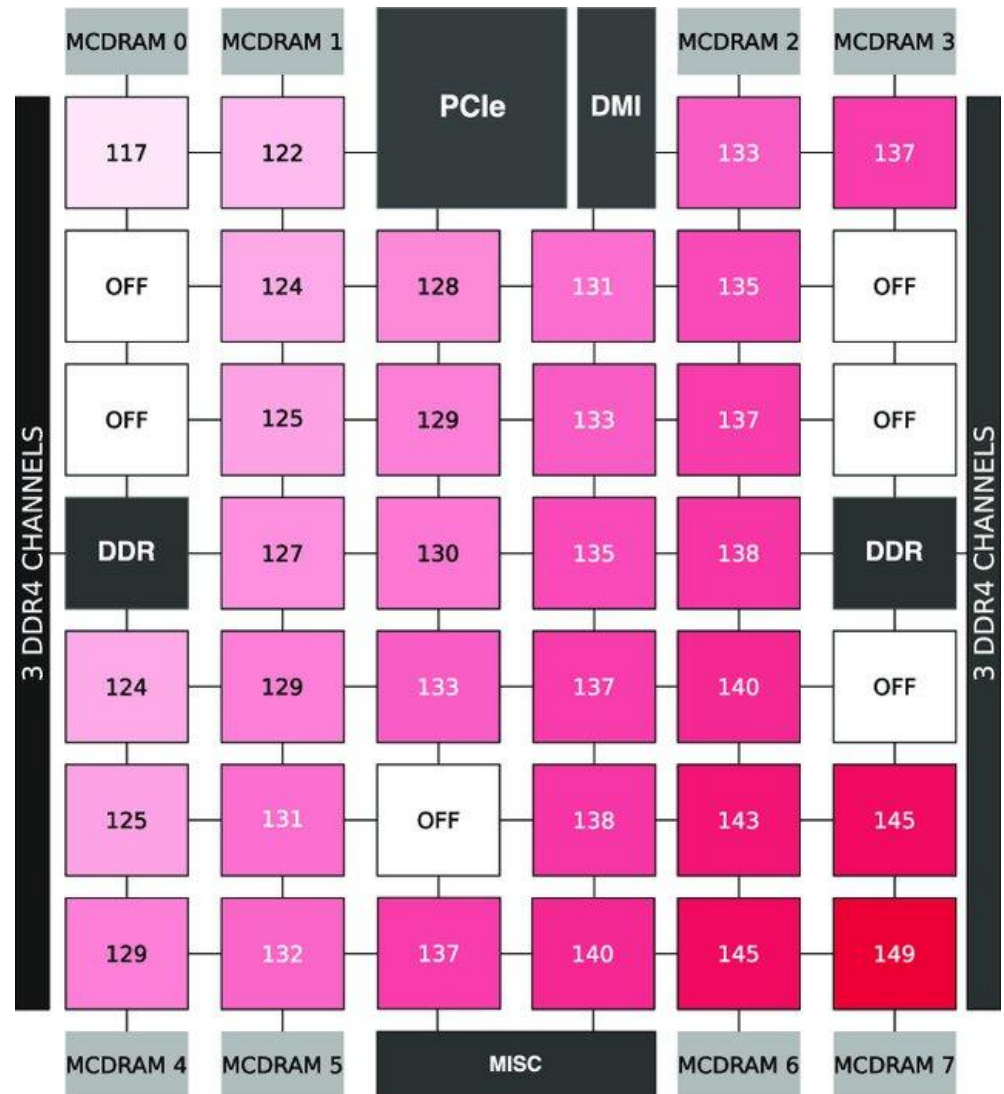 MCDRAM 0 MCDRAM 1 PCIe DMI MCDRAM 2 MCDRAM 3
117 122 133 137
OFF 124 128 131 135 OFF
OFF 125 129 133 137 OFF
3 DDR4 CHANNELS
DDR 127 130 135 138 DDR
3 DDR4 CHANNELS
124 129 133 137 140 OFF
125 131 OFF 138 143 145
129 132 137 140 145 149
MCDRAM 4 MCDRAM 5 MISC MCDRAM 6 MCDRAM 7